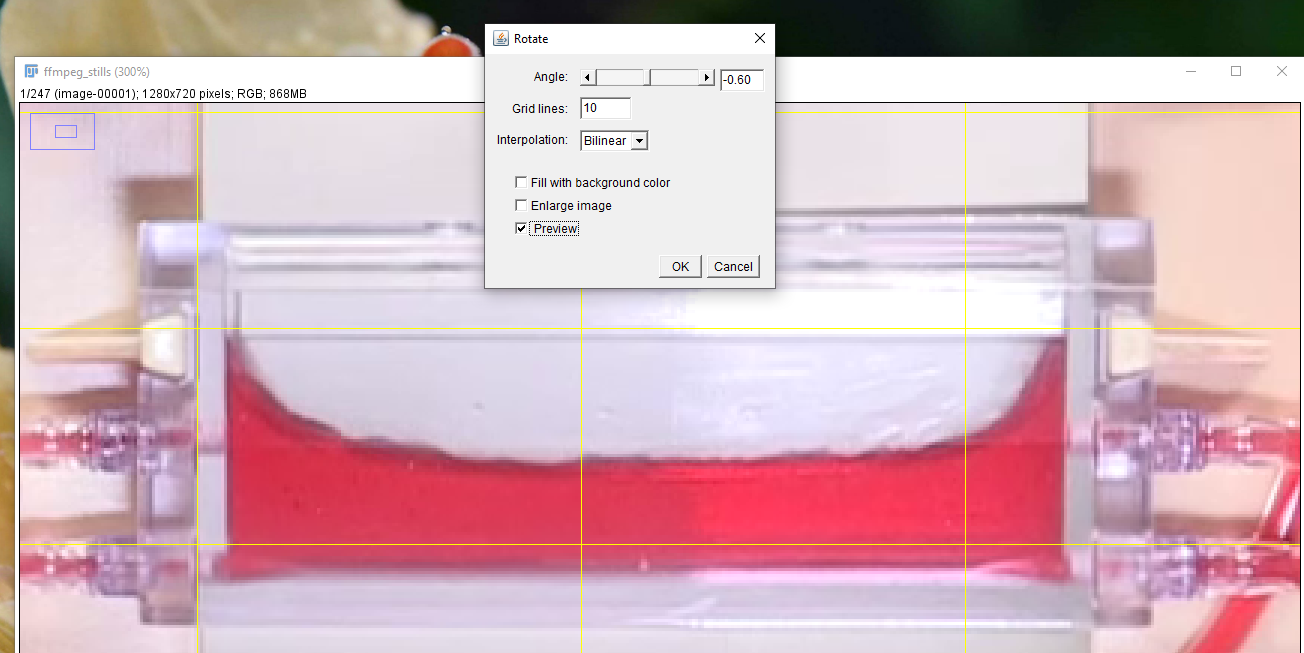 Rotate
ffmpeg_stills (300%)
1/247 (image-00001); 1280x720 pixels; RGB; 868MB
Angle: -0.60
Grid lines: 10
Interpolation: Bilinear
Fill with background color
Enlarge image
Preview
OK Cancel